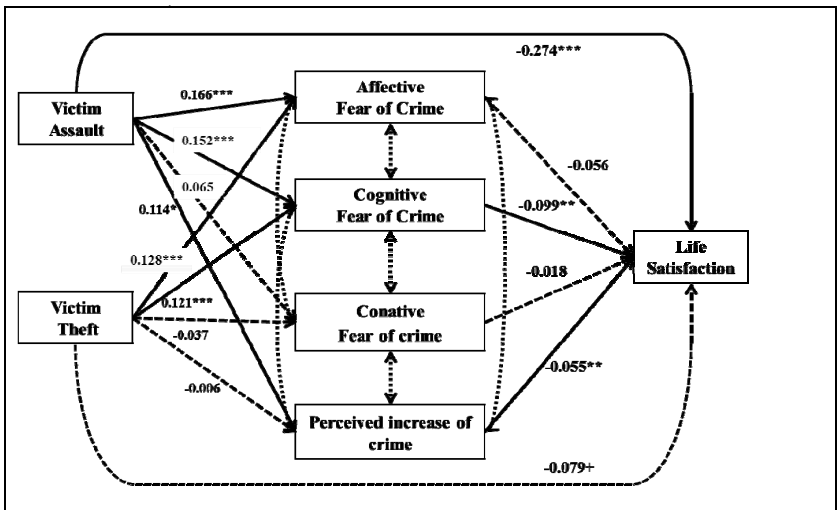 -0.274***
Affective
Fear of Crime
0.166***
Victim
Assault
0.152***
-0.056
0.065
Cognitive
Fear of Crime
-0.099**
0.114*
Life
Satisfaction
0.128***
-0.018
Victim
Theft
0.121***
Conative
Fear of crime
-0.037
-0.055**
-0.006
Perceived increase of
crime
-0.079+